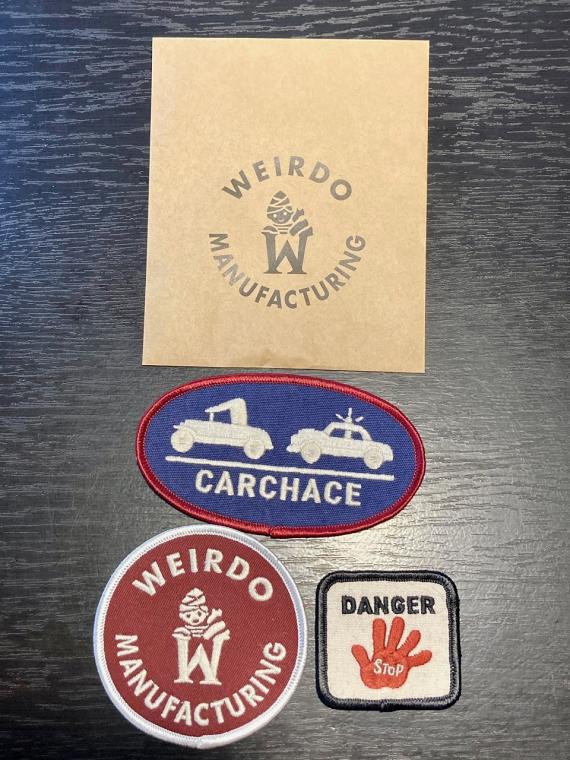 WEIRDO
W
MANUFACTURING
CARCHACE
WEIRDO
W
MANUFACTURING
DANGER
STOP